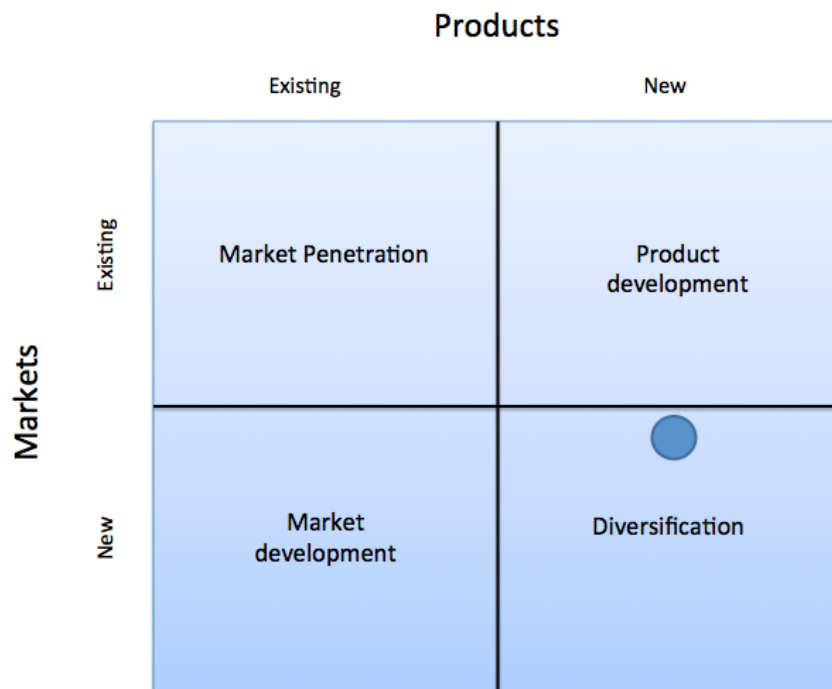 Products
Existing
New
Existing
Market Penetration
Product
development
Markets
New
Market
development
Diversification